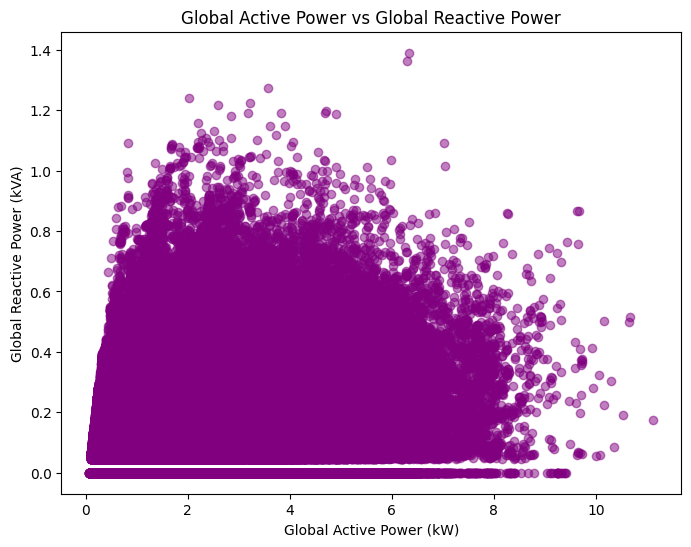 Global Active Power vs Global Reactive Power
1.4
1.2
1.0
0.8
0.6
0.4
0.2
0.0
Global Reactive Power (kVA)
0 2 4 6 8 10
Global Active Power (kW)